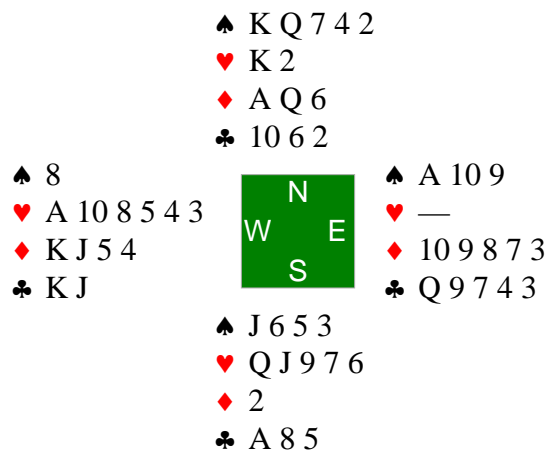 ♠ K Q 7 4 2
♥ K 2
♦ A Q 6
♣ 10 6 2
♠ 8
♥ A 10 8 5 4 3
♦ K J 5 4
♣ K J
N
W E
S
♠ A 10 9
♥ —
♦ 10 9 8 7 3
♣ Q 9 7 4 3
♠ J 6 5 3
♥ Q J 9 7 6
♦ 2
♣ A 8 5